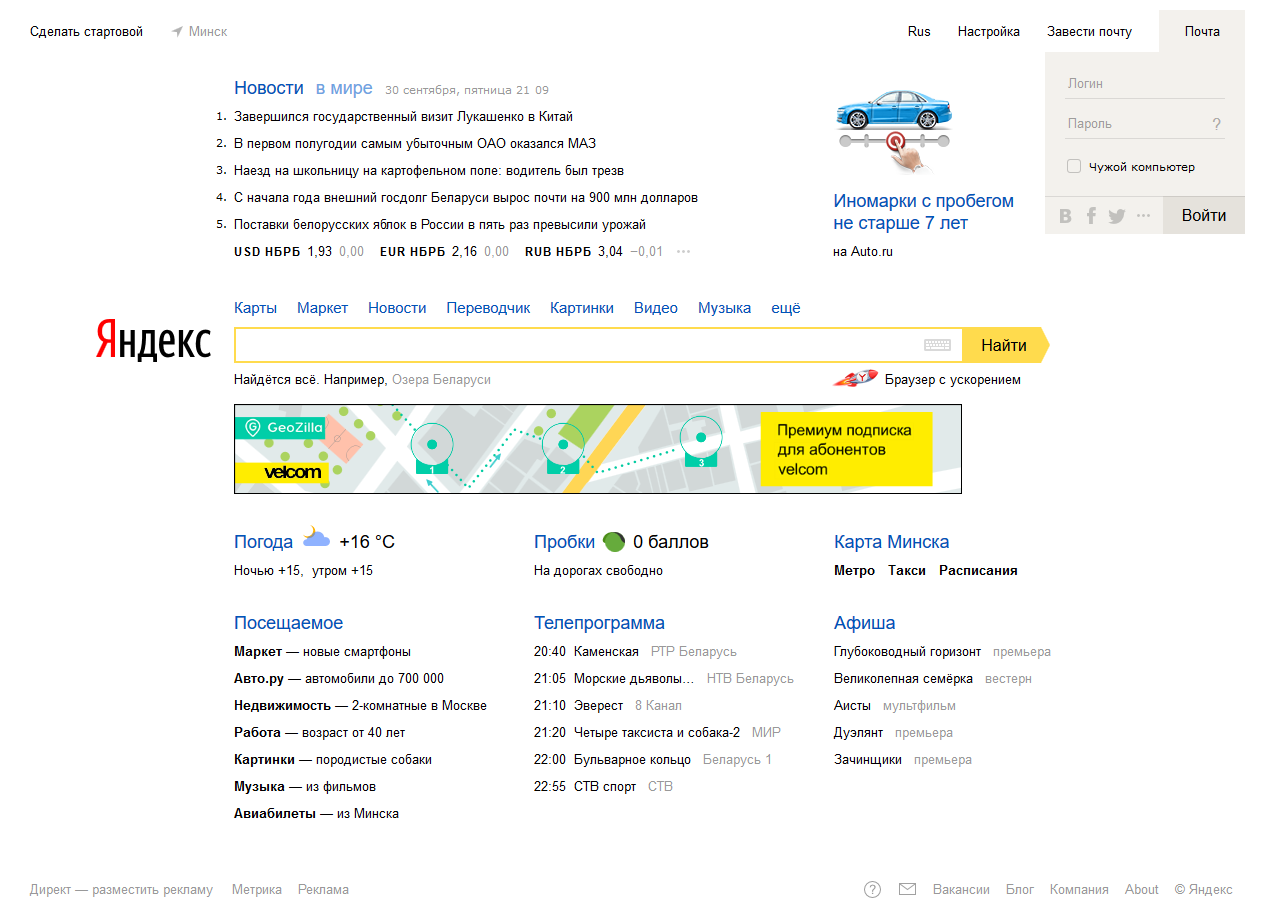 Сделать стартовой Минск Rus Настройка Завести почту Почта
Новости в мире 30 сентября, пятница 21 09
1. Завершился государственный визит Лукашенко в Китай
2. В первом полугодии самым убыточным ОАО оказался МАЗ
3. Наезд на школьницу на картофельном поле: водитель был трезв
4. С начала года внешний госдолг Беларуси вырос почти на 900 млн долларов
5. Поставки белорусских яблок в России в пять раз превысили урожай
USD НБРБ 1,93 0,00 EUR НБРБ 2,16 0,00 RUB НБРБ 3,04 −0,01 ···
Иномарки с пробегом
не старше 7 лет
на Auto.ru
Логин
Пароль ?
Чужой компьютер
Войти
Карты Маркет Новости Переводчик Картинки Видео Музыка ещё
Яндекс
Найти
Найдётся всё. Например, Озера Беларуси
Браузер с ускорением
GeoZilla
velcom
1 2 3
Премиум подписка
для абонентов
velcom
Погода +16 °C
Ночью +15, утром +15
Пробки 0 баллов
На дорогах свободно
Карта Минска
Метро Такси Расписания
Посещаемое
Маркет — новые смартфоны
Авто.ру — автомобили до 700 000
Недвижимость — 2-комнатные в Москве
Работа — возраст от 40 лет
Картинки — породистые собаки
Музыка — из фильмов
Авиабилеты — из Минска
Телепрограмма
20:40 Каменская РТР Беларусь
21:05 Морские дьяволы… НТВ Беларусь
21:10 Эверест 8 Канал
21:20 Четыре таксиста и собака-2 МИР
22:00 Бульварное кольцо Беларусь 1
22:55 СТВ спорт СТВ
Афиша
Глубоководный горизонт премьера
Великолепная семёрка вестерн
Аисты мультфильм
Дуэлянт премьера
Зачинщики премьера
Директ — разместить рекламу Метрика Реклама ? Вакансии Блог Компания About © Яндекс